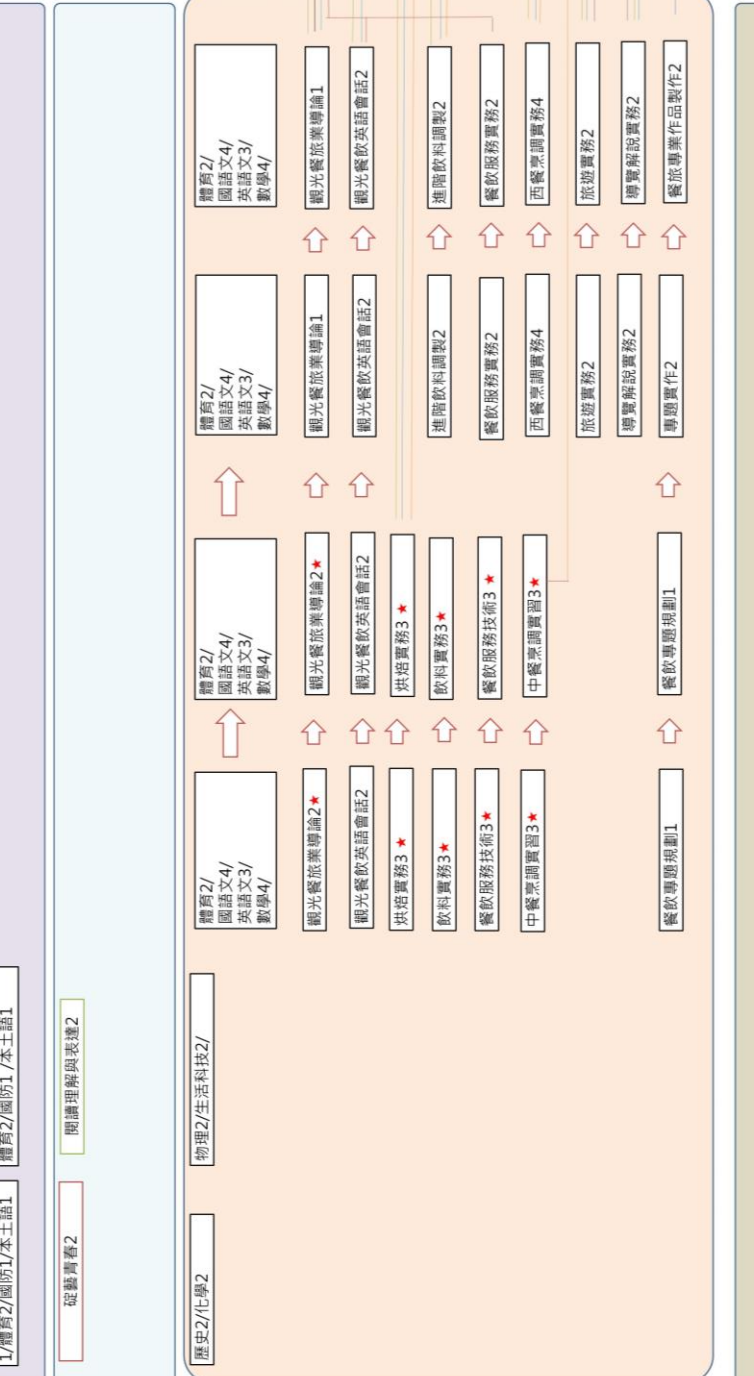 1/體育2/國防1/本土語1
體育2/國防1 /本土語1
碇藝青春2
閱讀理解與表達2
歷史2/化學2
物理2/生活科技2/
體育2/
國語文4/
英語文3/
數學4/
體育2/
國語文4/
英語文3/
數學4/
體育2/
國語文4/
英語文3/
數學4/
體育2/
國語文4/
英語文3/
數學4/
觀光餐旅業導論2★
觀光餐旅業導論2★
觀光餐旅業導論1
觀光餐旅業導論1
觀光餐飲英語會話2
觀光餐飲英語會話2
觀光餐飲英語會話2
觀光餐飲英語會話2
烘焙實務3 ★
烘焙實務3 ★
飲料實務3★
飲料實務3★
進階飲料調製2
進階飲料調製2
餐飲服務技術3★
餐飲服務技術3 ★
餐飲服務實務2
餐飲服務實務2
中餐烹調實習3★
中餐烹調實習3★
西餐烹調實務4
西餐烹調實務4
旅遊實務2
旅遊實務2
導覽解說實務2
導覽解說實務2
餐飲專題規劃1
餐飲專題規劃1
專題實作2
餐旅專業作品製作2